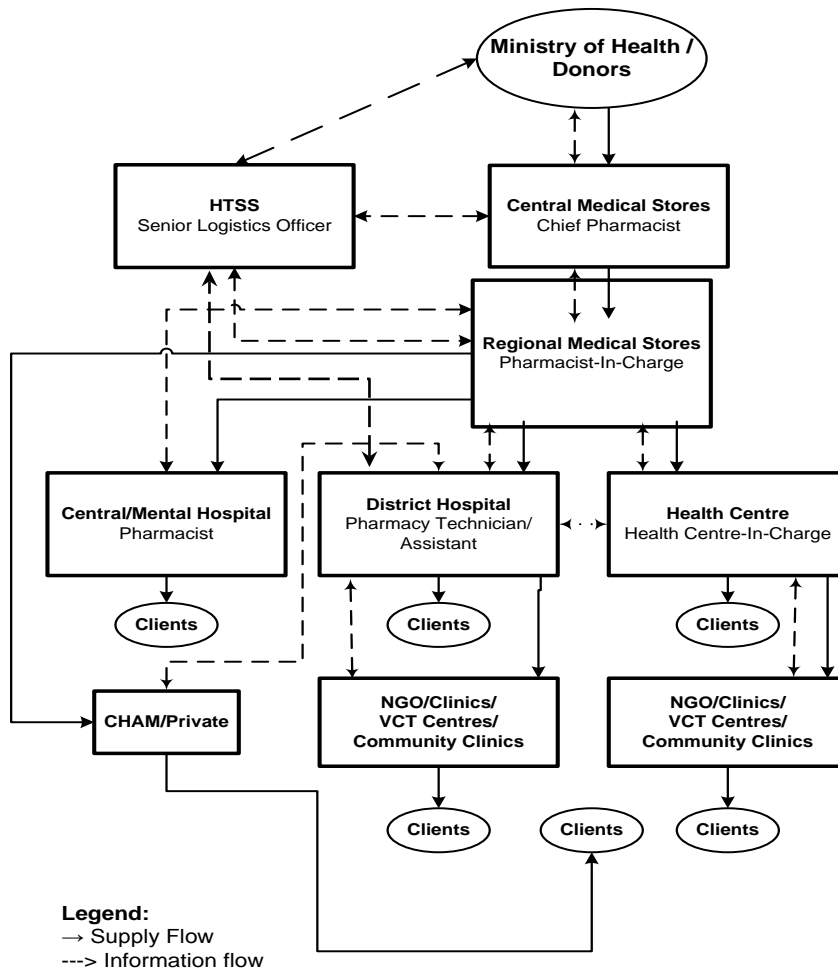 Ministry of Health /
Donors
HTSS
Senior Logistics Officer
Central Medical Stores
Chief Pharmacist
Regional Medical Stores
Pharmacist-In-Charge
Central/Mental Hospital
Pharmacist
District Hospital
Pharmacy Technician/
Assistant
Health Centre
Health Centre-In-Charge
Clients
Clients
Clients
CHAM/Private
NGO/Clinics/
VCT Centres/
Community Clinics
NGO/Clinics/
VCT Centres/
Community Clinics
Clients
Clients
Clients
Legend:
→ Supply Flow
---> Information flow